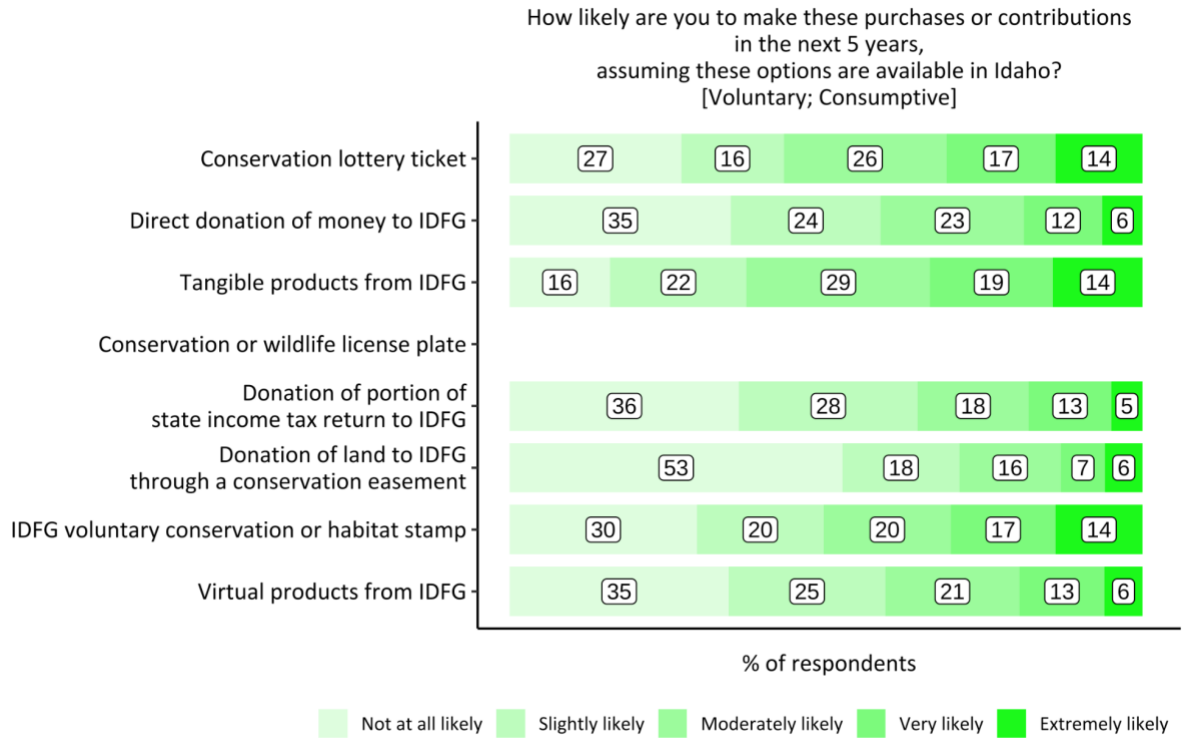 How likely are you to make these purchases or contributions
in the next 5 years,
assuming these options are available in Idaho?
[Voluntary; Consumptive]
Conservation lottery ticket
27 16 26 17 14
Direct donation of money to IDFG
35 24 23 12 6
Tangible products from IDFG
16 22 29 19 14
Conservation or wildlife license plate
Donation of portion of
state income tax return to IDFG
36 28 18 13 5
Donation of land to IDFG
through a conservation easement
53 18 16 7 6
IDFG voluntary conservation or habitat stamp
30 20 20 17 14
Virtual products from IDFG
35 25 21 13 6
% of respondents
Not at all likely Slightly likely Moderately likely Very likely Extremely likely